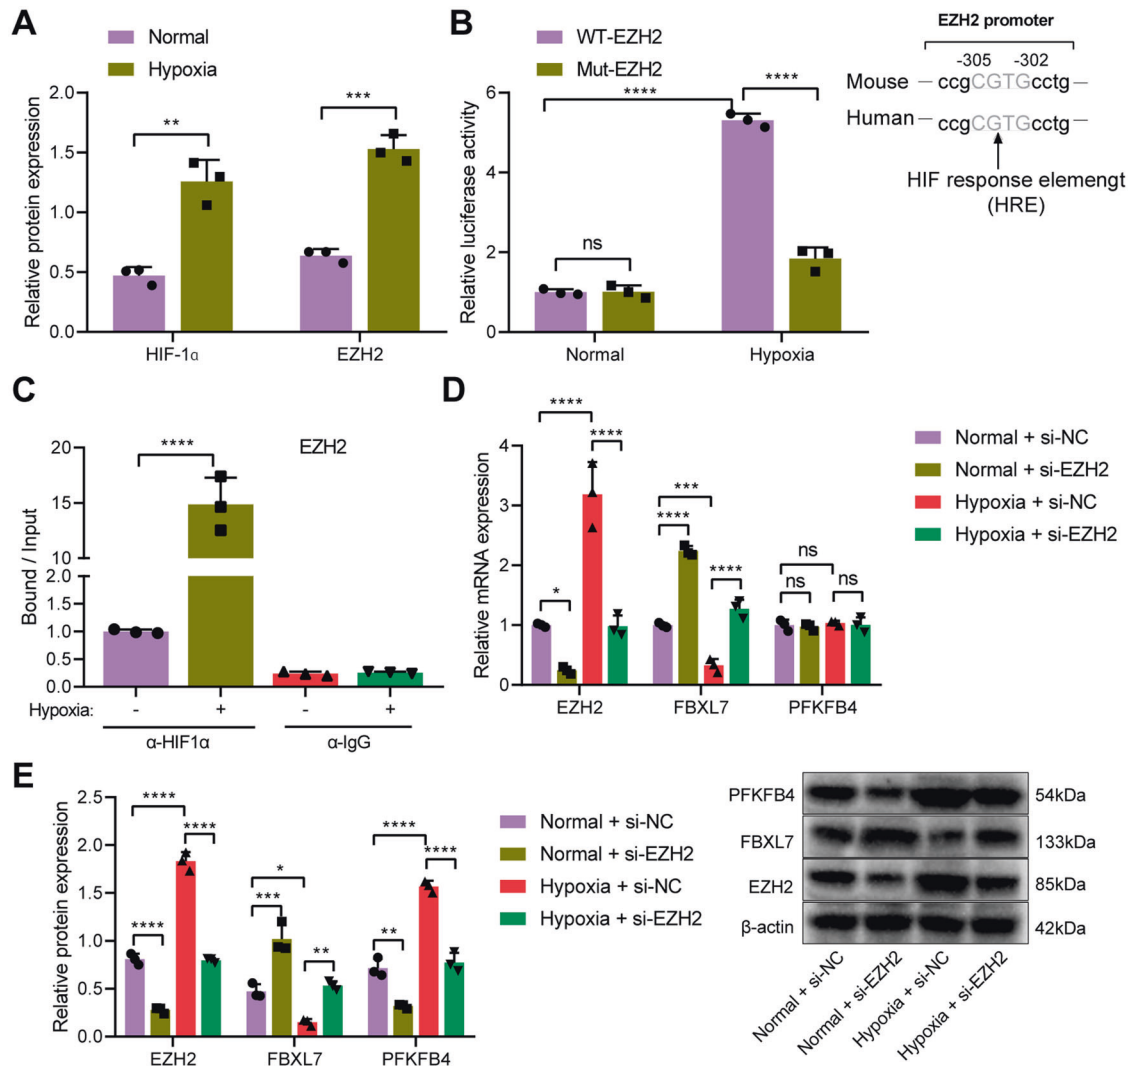 A
Normal
Hypoxia
Relative protein expression
2.0
1.5
1.0
0.5
0.0
**
***
HIF-1α
EZH2
B
WT-EZH2
Mut-EZH2
Relative luciferase activity
6
4
2
0
ns
****
****
Normal
Hypoxia
EZH2 promoter
-305 -302
Mouse — ccgCGTGcctg —
Human — ccgCGTGcctg —
HIF response elemengt
(HRE)
C
EZH2
Bound / Input
20
15
10
2.0
1.5
1.0
0.5
0.0
****
Hypoxia: - + - +
α-HIF1α
α-IgG
D
Relative mRNA expression
4
3
2
1
0
****
****
*
***
****
****
ns
ns
ns
EZH2
FBXL7
PFKFB4
Normal + si-NC
Normal + si-EZH2
Hypoxia + si-NC
Hypoxia + si-EZH2
E
Relative protein expression
2.5
2.0
1.5
1.0
0.5
0.0
****
****
****
*
***
**
****
****
**
EZH2
FBXL7
PFKFB4
Normal + si-NC
Normal + si-EZH2
Hypoxia + si-NC
Hypoxia + si-EZH2
PFKFB4 54kDa
FBXL7 133kDa
EZH2 85kDa
β-actin 42kDa
Normal + si-NC
Normal + si-EZH2
Hypoxia + si-NC
Hypoxia + si-EZH2